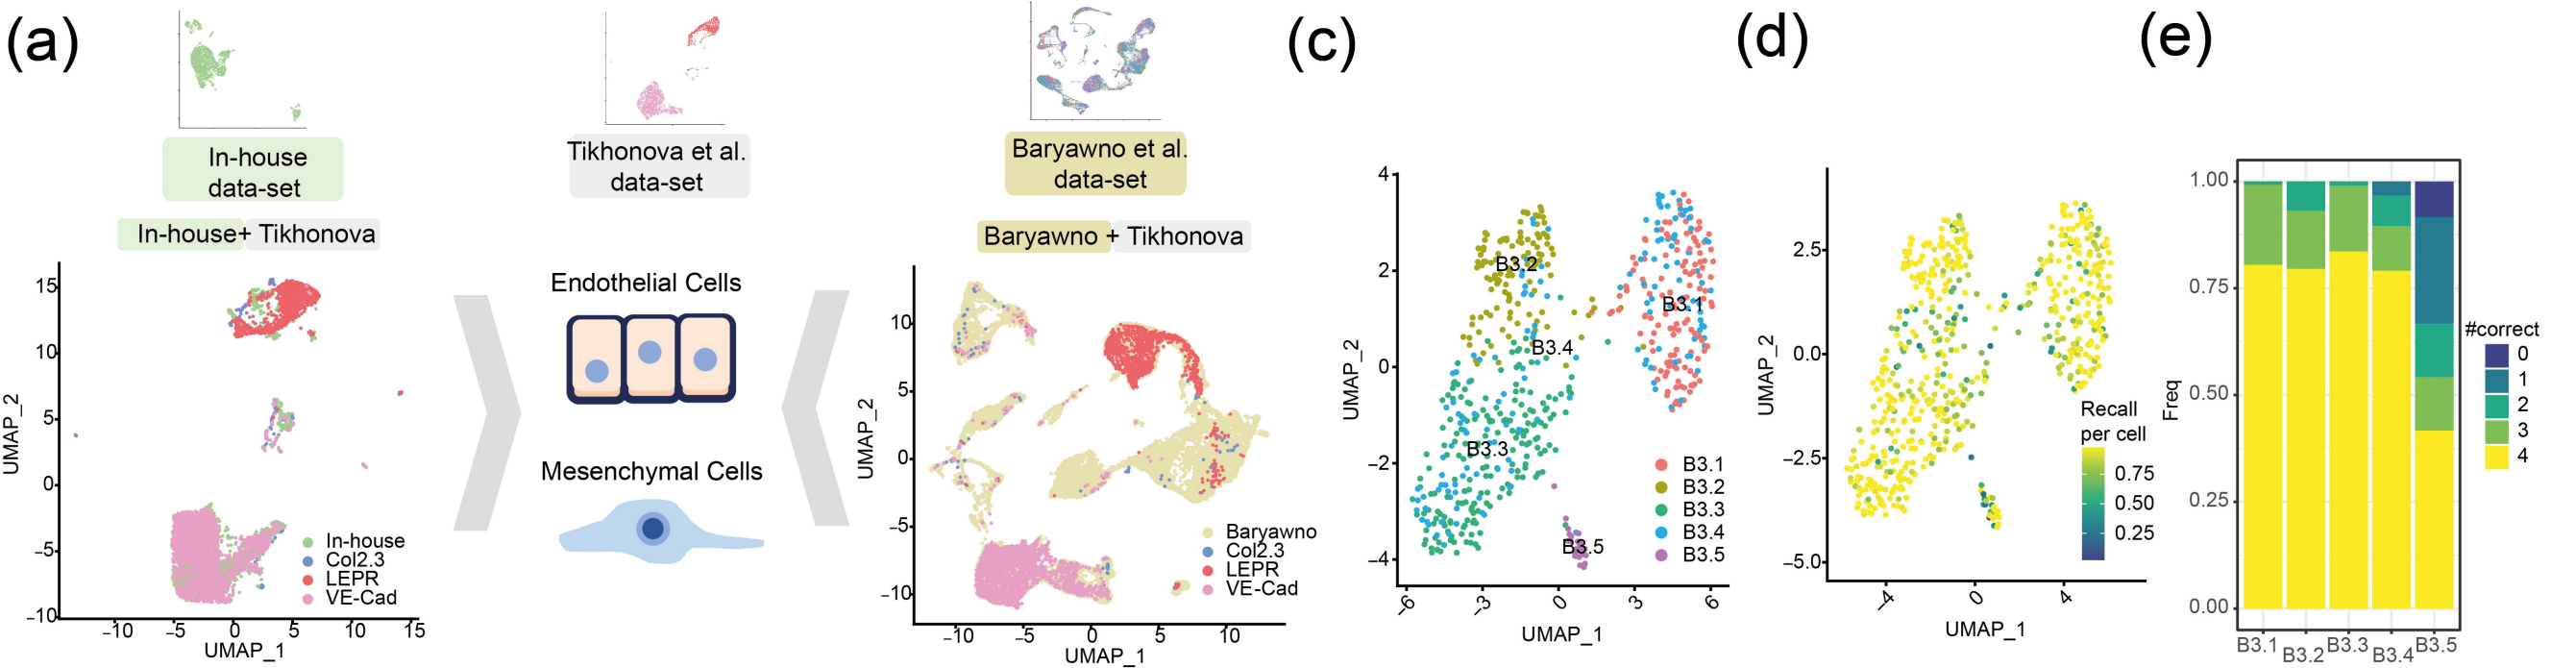 (a)
In-house
data-set
In-house+ Tikhonova
15
10
5
0
−5
−10
−10
−5
0
5
10
15
UMAP_2
UMAP_1
In-house
Col2.3
LEPR
VE-Cad
Tikhonova et al.
data-set
Endothelial Cells
Mesenchymal Cells
Baryawno et al.
data-set
Baryawno + Tikhonova
10
5
0
−5
−10
−10
−5
0
5
10
UMAP_2
UMAP_1
Baryawno
Col2.3
LEPR
VE-Cad
(c)
4
2
0
−2
−4
−6
−3
0
3
6
UMAP_2
UMAP_1
B3.2
B3.1
B3.4
B3.3
B3.5
B3.1
B3.2
B3.3
B3.4
B3.5
(d)
2.5
0.0
−2.5
−5.0
−4
0
4
UMAP_2
UMAP_1
Recall
per cell
0.75
0.50
0.25
(e)
1.00
0.75
0.50
0.25
0.00
Freq
B3.1
B3.2
B3.3
B3.4
B3.5
#correct
0
1
2
3
4